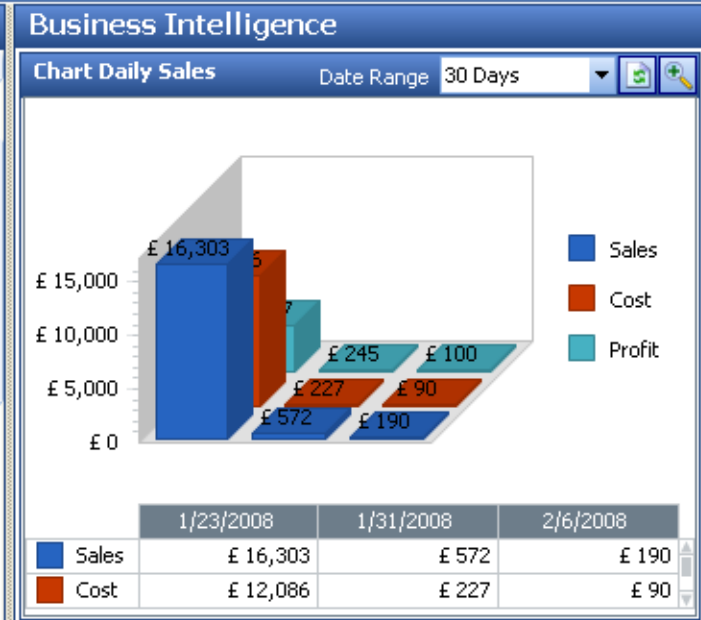 Business Intelligence
Chart Daily Sales Date Range 30 Days
£ 16,303
6
7
£ 15,000
£ 10,000
£ 5,000
£ 0
£ 245 £ 100
£ 227 £ 90
£ 572 £ 190
Sales
Cost
Profit
1/23/2008 1/31/2008 2/6/2008
Sales £ 16,303 £ 572 £ 190
Cost £ 12,086 £ 227 £ 90